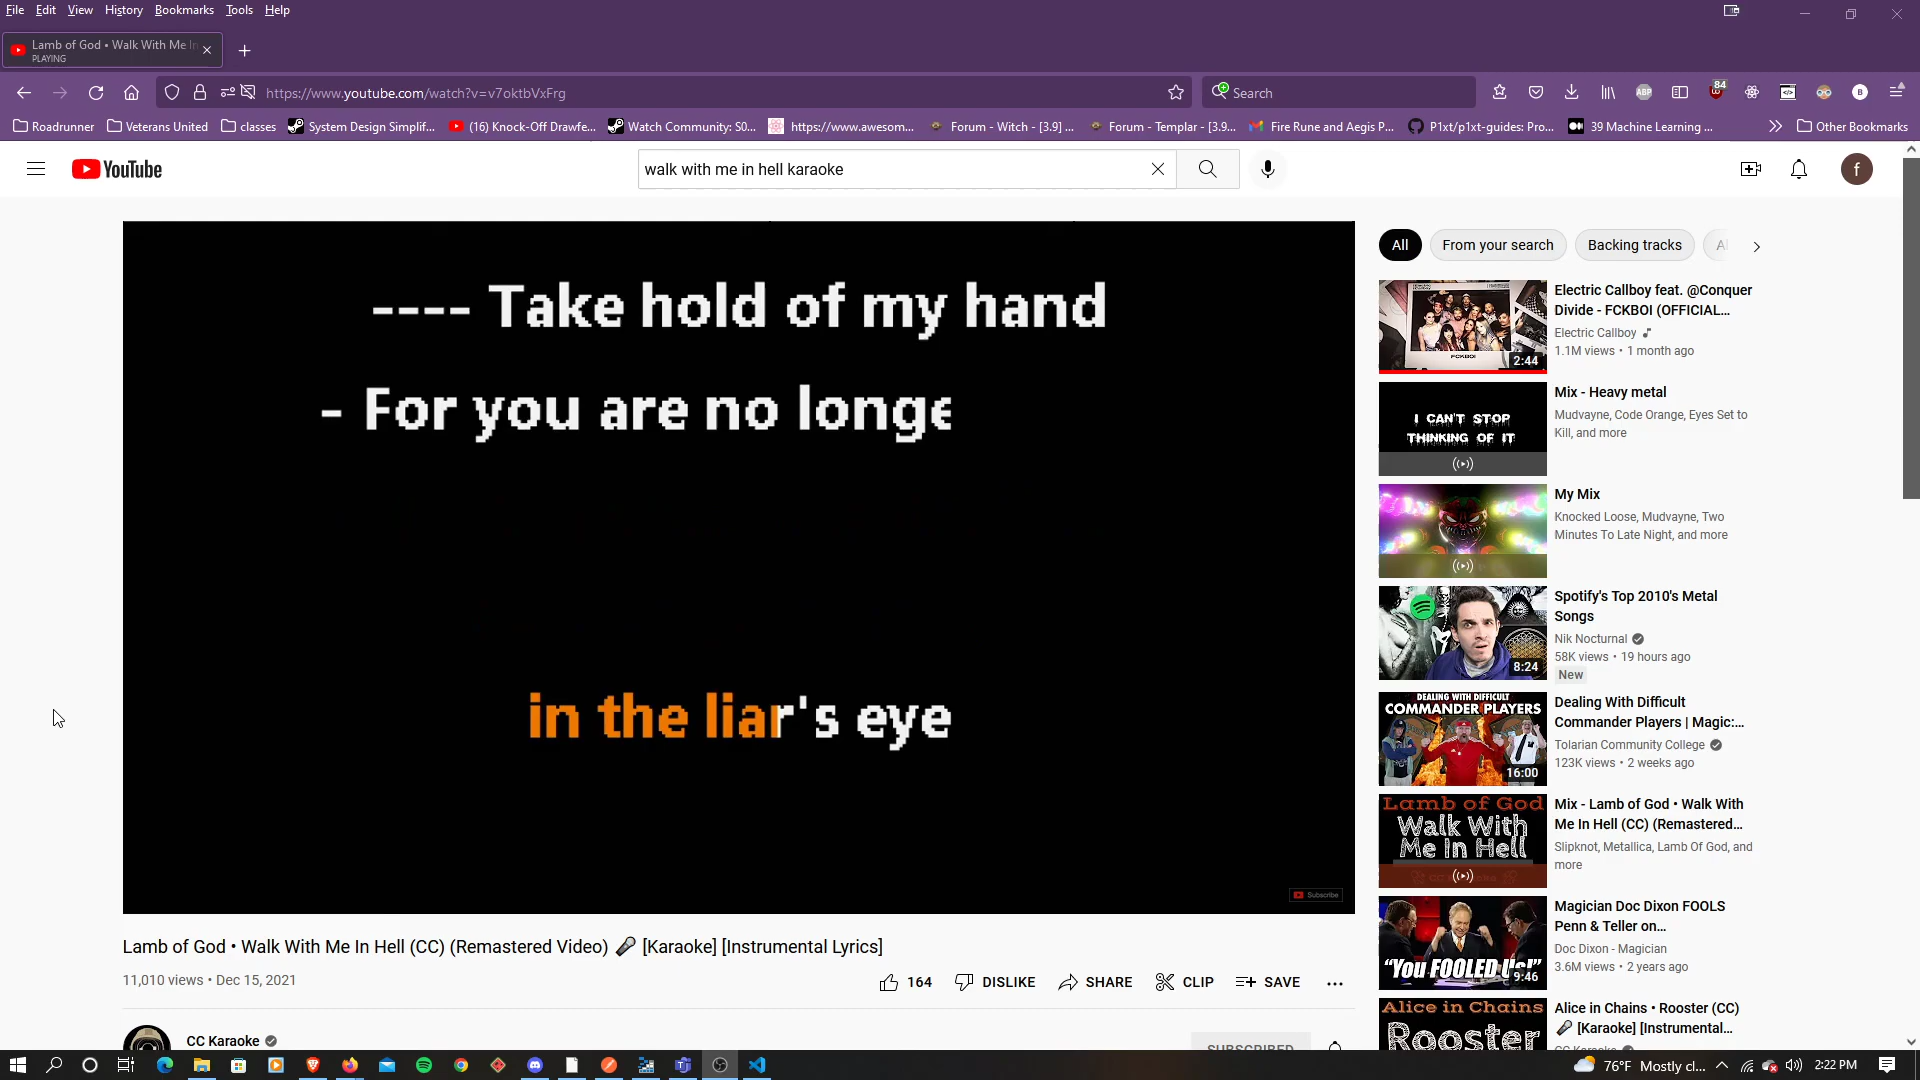 File Edit View History Bookmarks Tools Help
Lamb of God • Walk With Me In
PLAYING
https://www.youtube.com/watch?v=v7oktbVxFrg
Search
84
ABP
B
Roadrunner
Veterans United
classes
System Design Simplif...
(16) Knock-Off Drawfe...
Watch Community: S0...
https://www.awesom...
Forum - Witch - [3.9] ...
Forum - Templar - [3.9...
Fire Rune and Aegis P...
P1xt/p1xt-guides: Pro...
39 Machine Learning ...
Other Bookmarks
YouTube
walk with me in hell karaoke
f
---- Take hold of my hand
- For you are no longe
in the liar's eye
Subscribe
Lamb of God • Walk With Me In Hell (CC) (Remastered Video) 🎤 [Karaoke] [Instrumental Lyrics]
11,010 views • Dec 15, 2021
164
DISLIKE
SHARE
CLIP
SAVE
CC Karaoke
SUBSCRIBED
All
From your search
Backing tracks
FCKBOI
2:44
Electric Callboy feat. @Conquer
Divide - FCKBOI (OFFICIAL...
Electric Callboy
1.1M views • 1 month ago
I CAN'T STOP
THINKING OF IT
Mix - Heavy metal
Mudvayne, Code Orange, Eyes Set to
Kill, and more
My Mix
Knocked Loose, Mudvayne, Two
Minutes To Late Night, and more
8:24
Spotify's Top 2010's Metal
Songs
Nik Nocturnal
58K views • 19 hours ago
New
DEALING WITH DIFFICULT
COMMANDER PLAYERS
16:00
Dealing With Difficult
Commander Players | Magic:...
Tolarian Community College
123K views • 2 weeks ago
Lamb of God
Walk With
Me In Hell
Mix - Lamb of God • Walk With
Me In Hell (CC) (Remastered...
Slipknot, Metallica, Lamb Of God, and
more
"You FOOLED Us!"
9:46
Magician Doc Dixon FOOLS
Penn & Teller on...
Doc Dixon - Magician
3.6M views • 2 years ago
Alice in Chains
Rooster
Alice in Chains • Rooster (CC)
🎤 [Karaoke] [Instrumental...
CC Karaoke
76°F Mostly cl...
2:22 PM